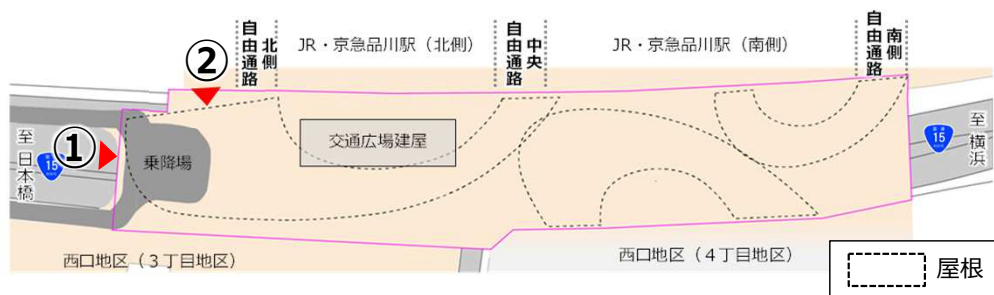 北側自由通路
JR・京急品川駅（北側）
中央自由通路
JR・京急品川駅（南側）
南側自由通路
②
①
至 日本橋
15
乗降場
交通広場建屋
15
至 横浜
西口地区（３丁目地区）
西口地区（４丁目地区）
屋根